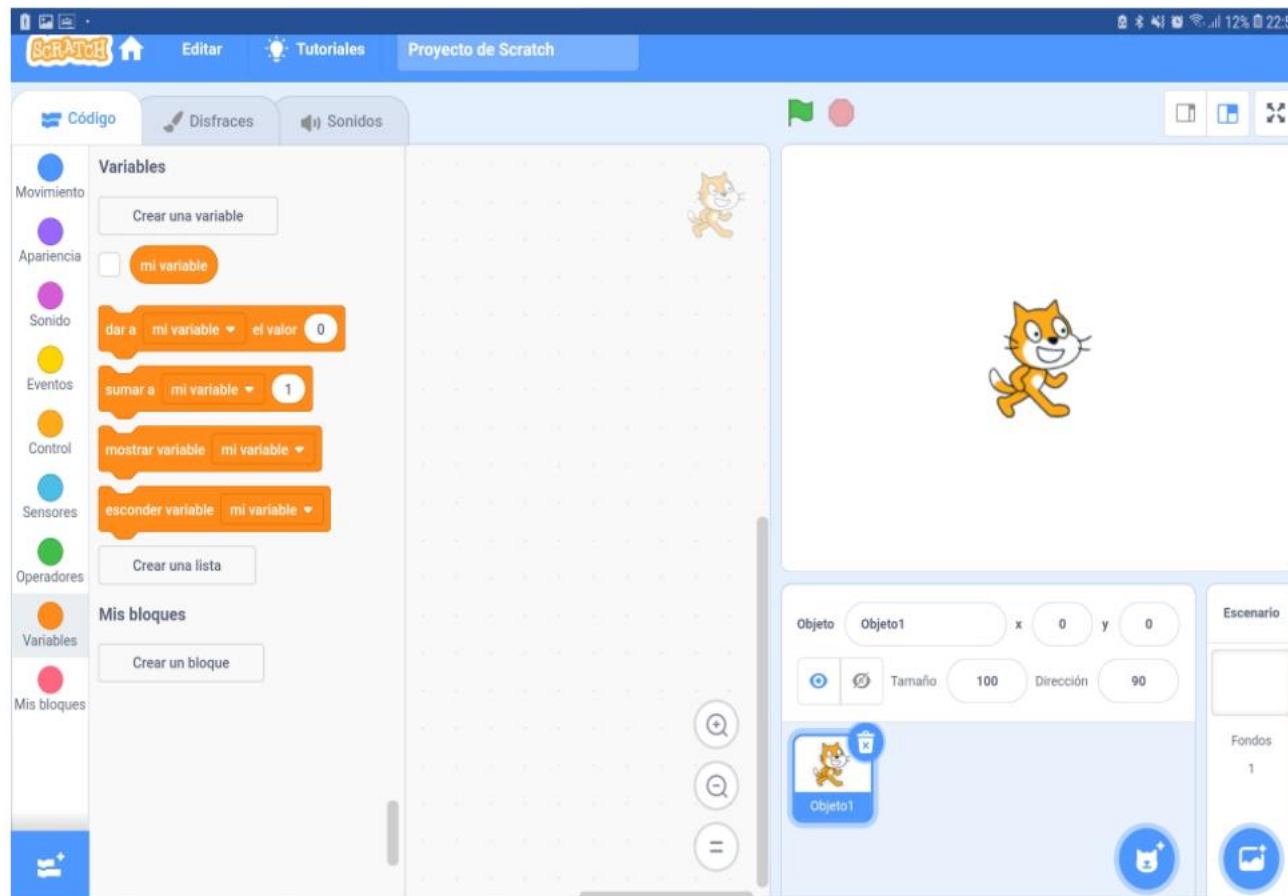 12% 22:5
SCRATCH Editar Tutoriales Proyecto de Scratch
Código Disfraces Sonidos
Movimiento
Apariencia
Sonido
Eventos
Control
Sensores
Operadores
Variables
Mis bloques
Variables
Crear una variable
mi variable
dar a mi variable el valor 0
sumar a mi variable 1
mostrar variable mi variable
esconder variable mi variable
Crear una lista
Mis bloques
Crear un bloque
Objeto Objeto1 x 0 y 0
Tamaño 100 Dirección 90
Objeto1
Escenario
Fondos
1